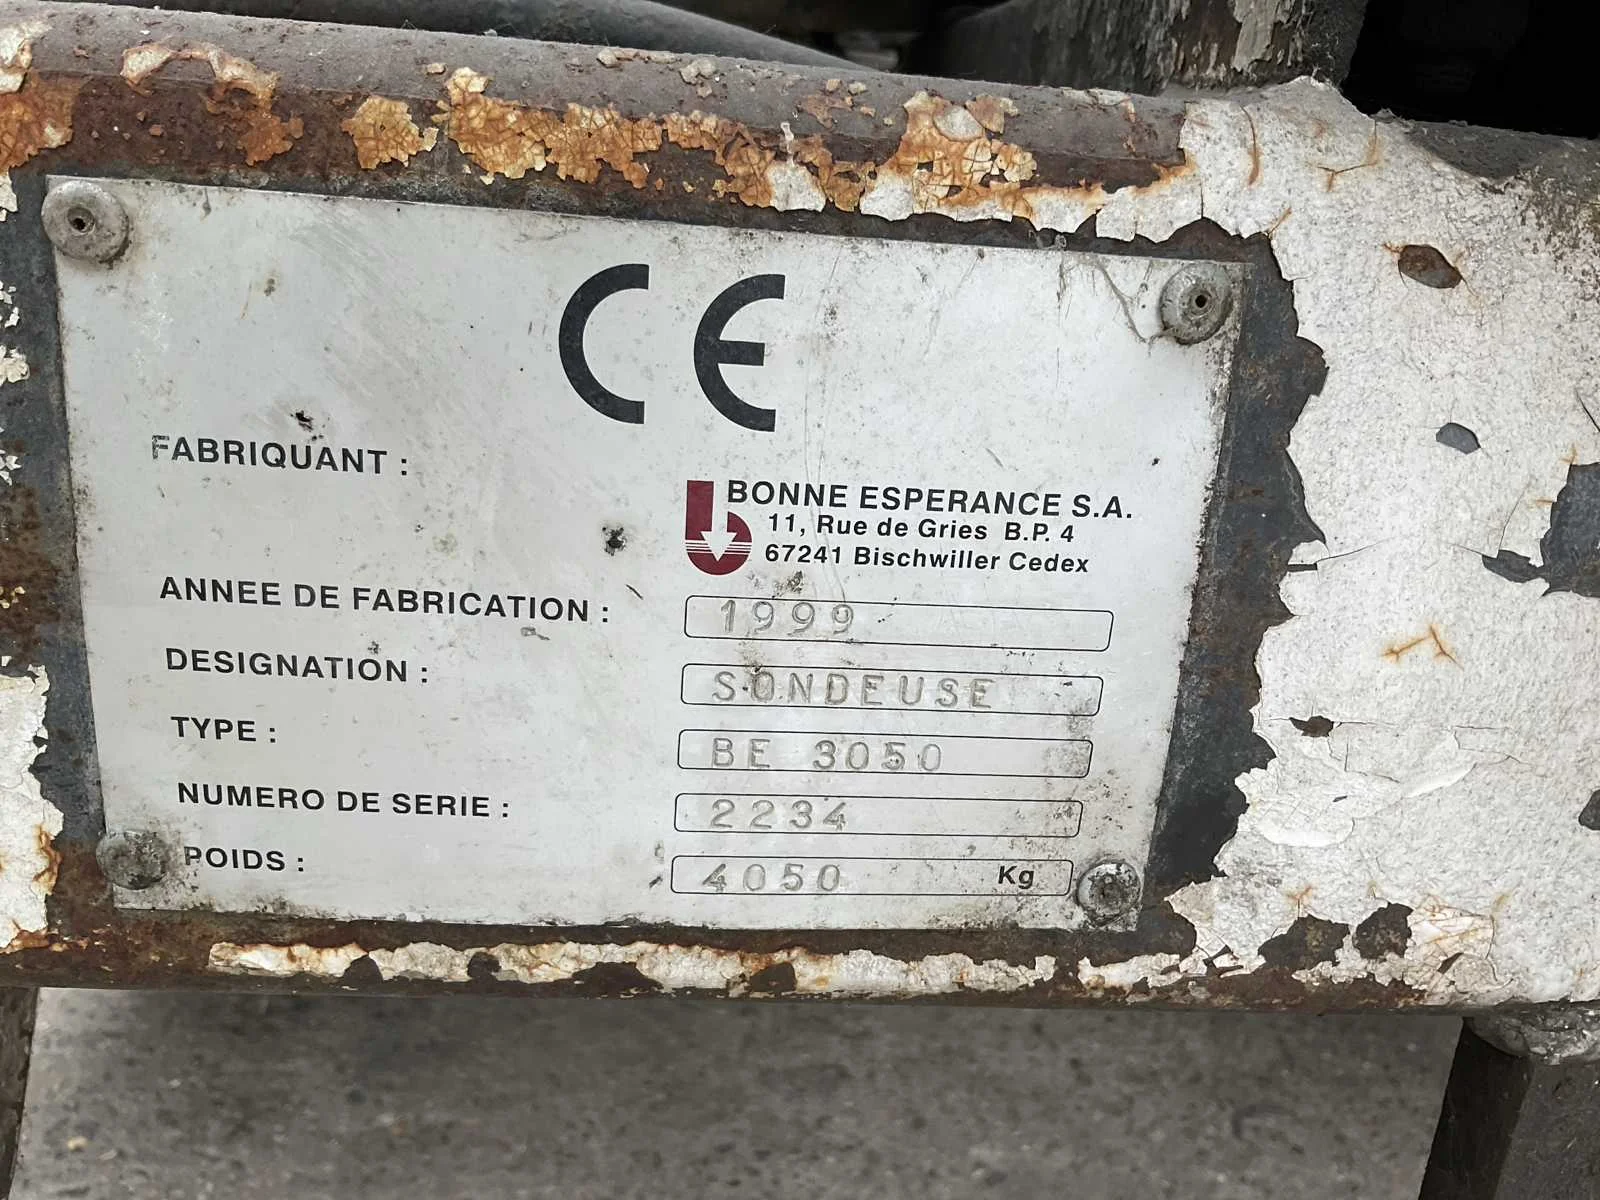 CE
FABRIQUANT :
BONNE ESPERANCE S.A.
11, Rue de Gries B.P. 4
67241 Bischwiller Cedex
ANNEE DE FABRICATION : 1999
DESIGNATION : SONDEUSE
TYPE : BE 3050
NUMERO DE SERIE : 2234
POIDS : 4050 Kg